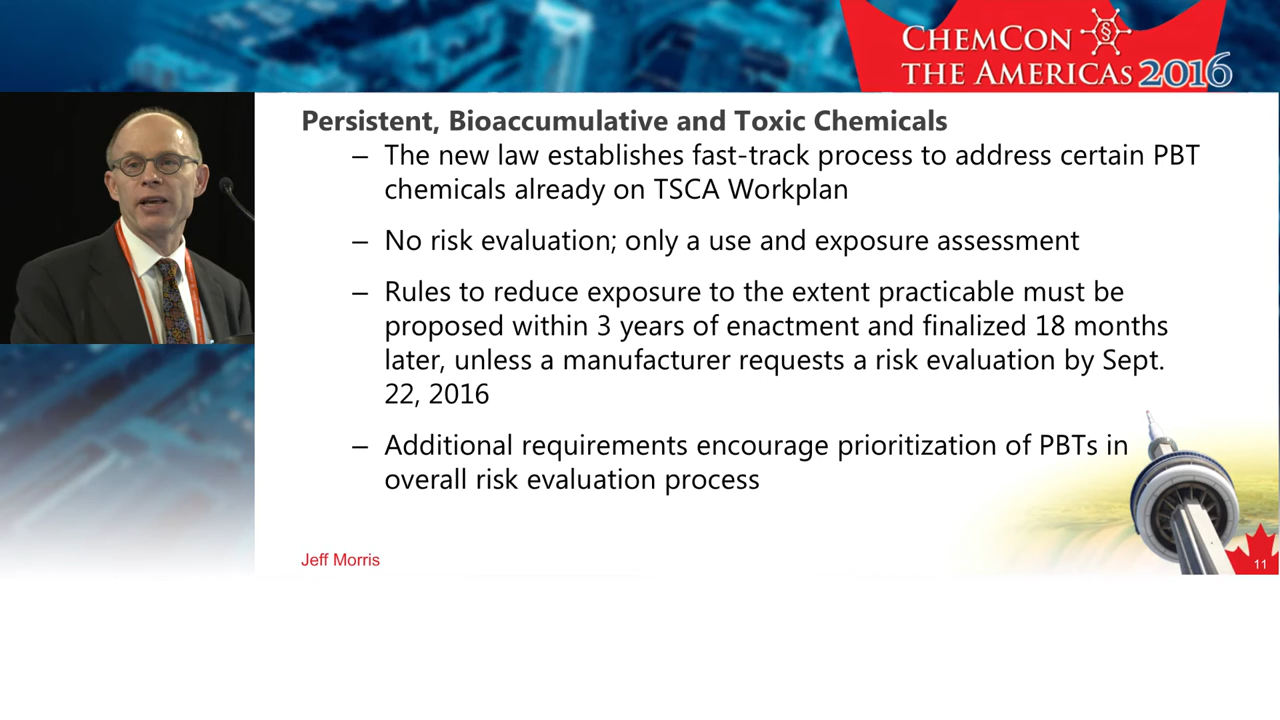 CHEMCON §
THE AMERICAS 2016
Persistent, Bioaccumulative and Toxic Chemicals
– The new law establishes fast-track process to address certain PBT
chemicals already on TSCA Workplan
– No risk evaluation; only a use and exposure assessment
– Rules to reduce exposure to the extent practicable must be
proposed within 3 years of enactment and finalized 18 months
later, unless a manufacturer requests a risk evaluation by Sept.
22, 2016
– Additional requirements encourage prioritization of PBTs in
overall risk evaluation process
Jeff Morris
11